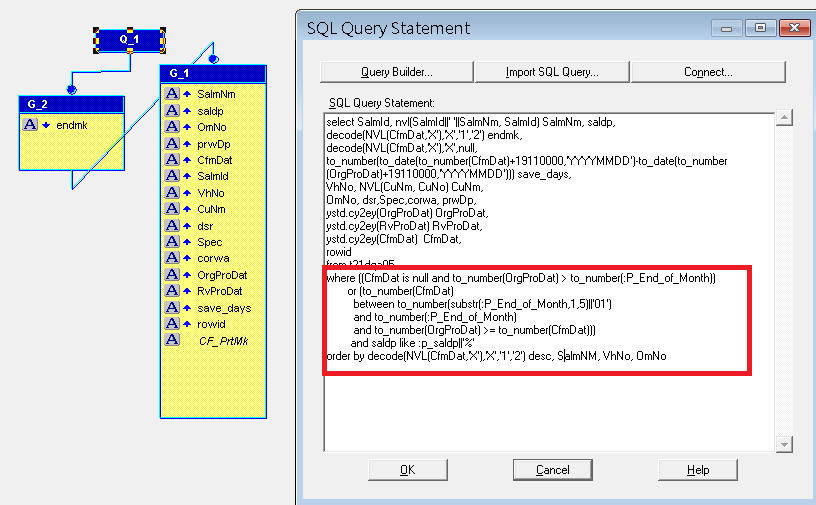 Q_1
G_2
endmk
G_1
SalmNm
saldp
OmNo
prwDp
CfmDat
SalmId
VhNo
CuNm
dsr
Spec
corwa
OrgProDat
RvProDat
save_days
rowid
CF_PrtMk
SQL Query Statement
Query Builder...
Import SQL Query...
Connect...
SQL Query Statement:
select SalmId, nvl(SalmId||' '||SalmNm, SalmId) SalmNm, saldp,
decode(NVL(CfmDat,'X'),'X','1','2') endmk,
decode(NVL(CfmDat,'X'),'X',null,
to_number(to_date(to_number(CfmDat)+19110000,'YYYYMMDD')-to_date(to_number
(OrgProDat)+19110000,'YYYYMMDD'))) save_days,
VhNo, NVL(CuNm, CuNo) CuNm,
OmNo, dsr,Spec,corwa, prwDp,
ystd.cy2ey(OrgProDat) OrgProDat,
ystd.cy2ey(RvProDat) RvProDat,
ystd.cy2ey(CfmDat) CfmDat,
rowid
from t21dqa05
where ((CfmDat is null and to_number(OrgProDat) > to_number(:P_End_of_Month))
or (to_number(CfmDat)
between to_number(substr(:P_End_of_Month,1,5)||'01')
and to_number(:P_End_of_Month)
and to_number(OrgProDat) >= to_number(CfmDat)))
and saldp like :p_saldp||'%'
order by decode(NVL(CfmDat,'X'),'X','1','2') desc, SalmNM, VhNo, OmNo
OK
Cancel
Help